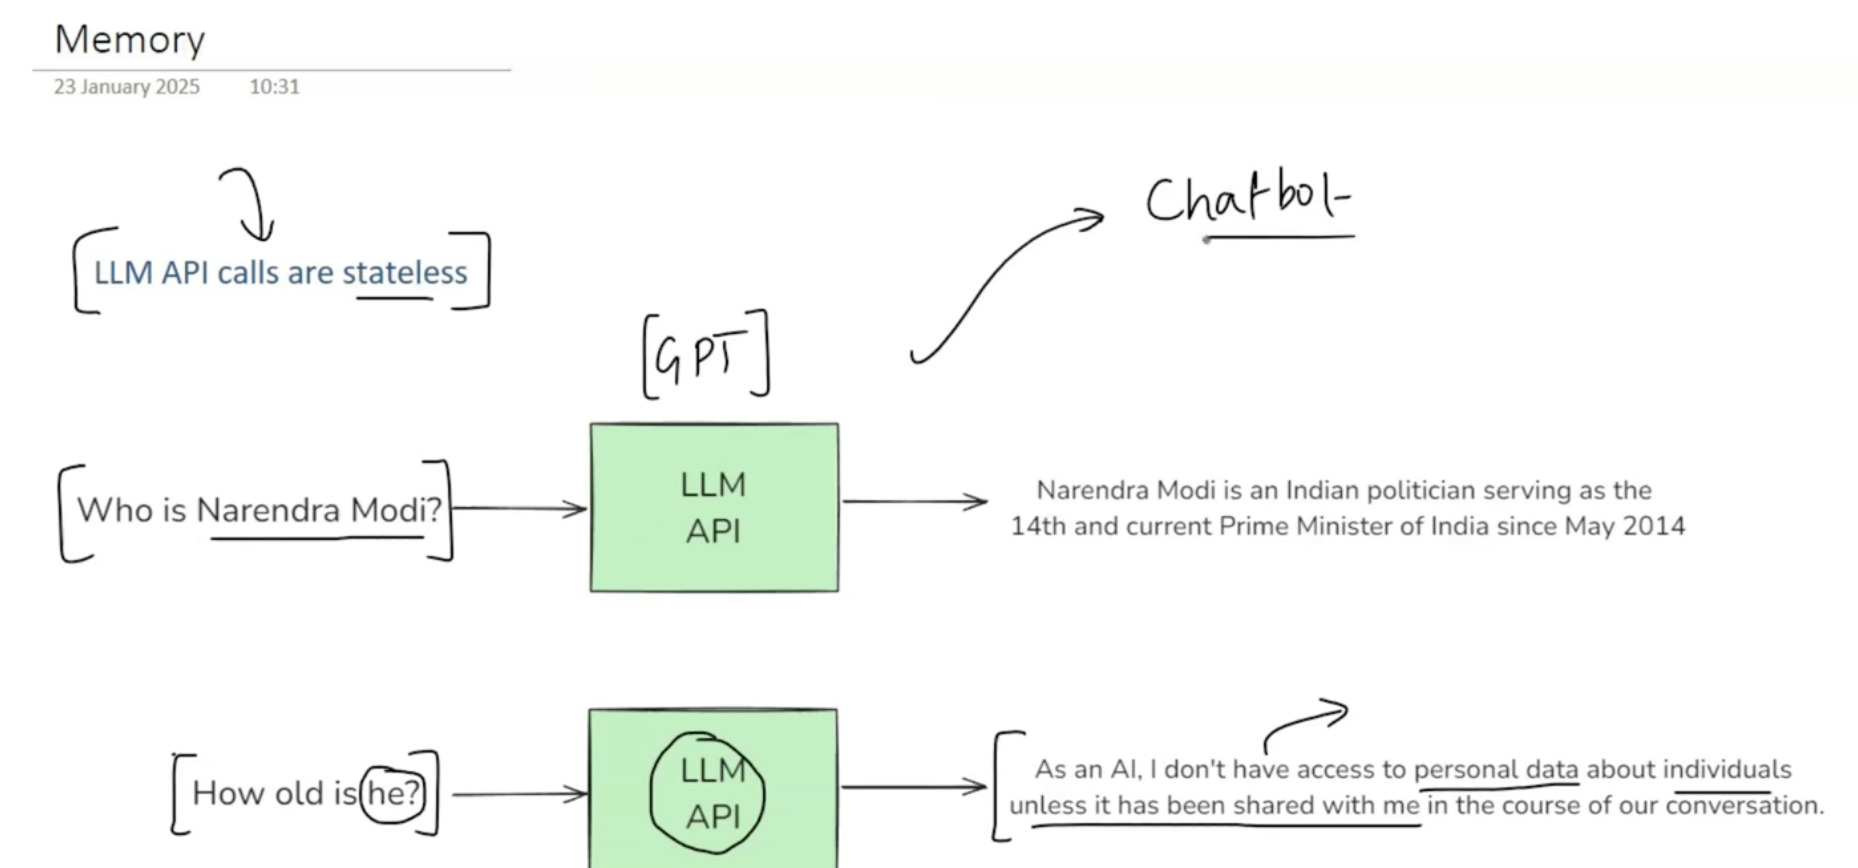 Memory
23 January 2025 10:31
Chatbot
LLM API calls are stateless
GPT
Who is Narendra Modi?
LLM
API
Narendra Modi is an Indian politician serving as the
14th and current Prime Minister of India since May 2014
How old is he?
LLM
API
As an AI, I don't have access to personal data about individuals
unless it has been shared with me in the course of our conversation.